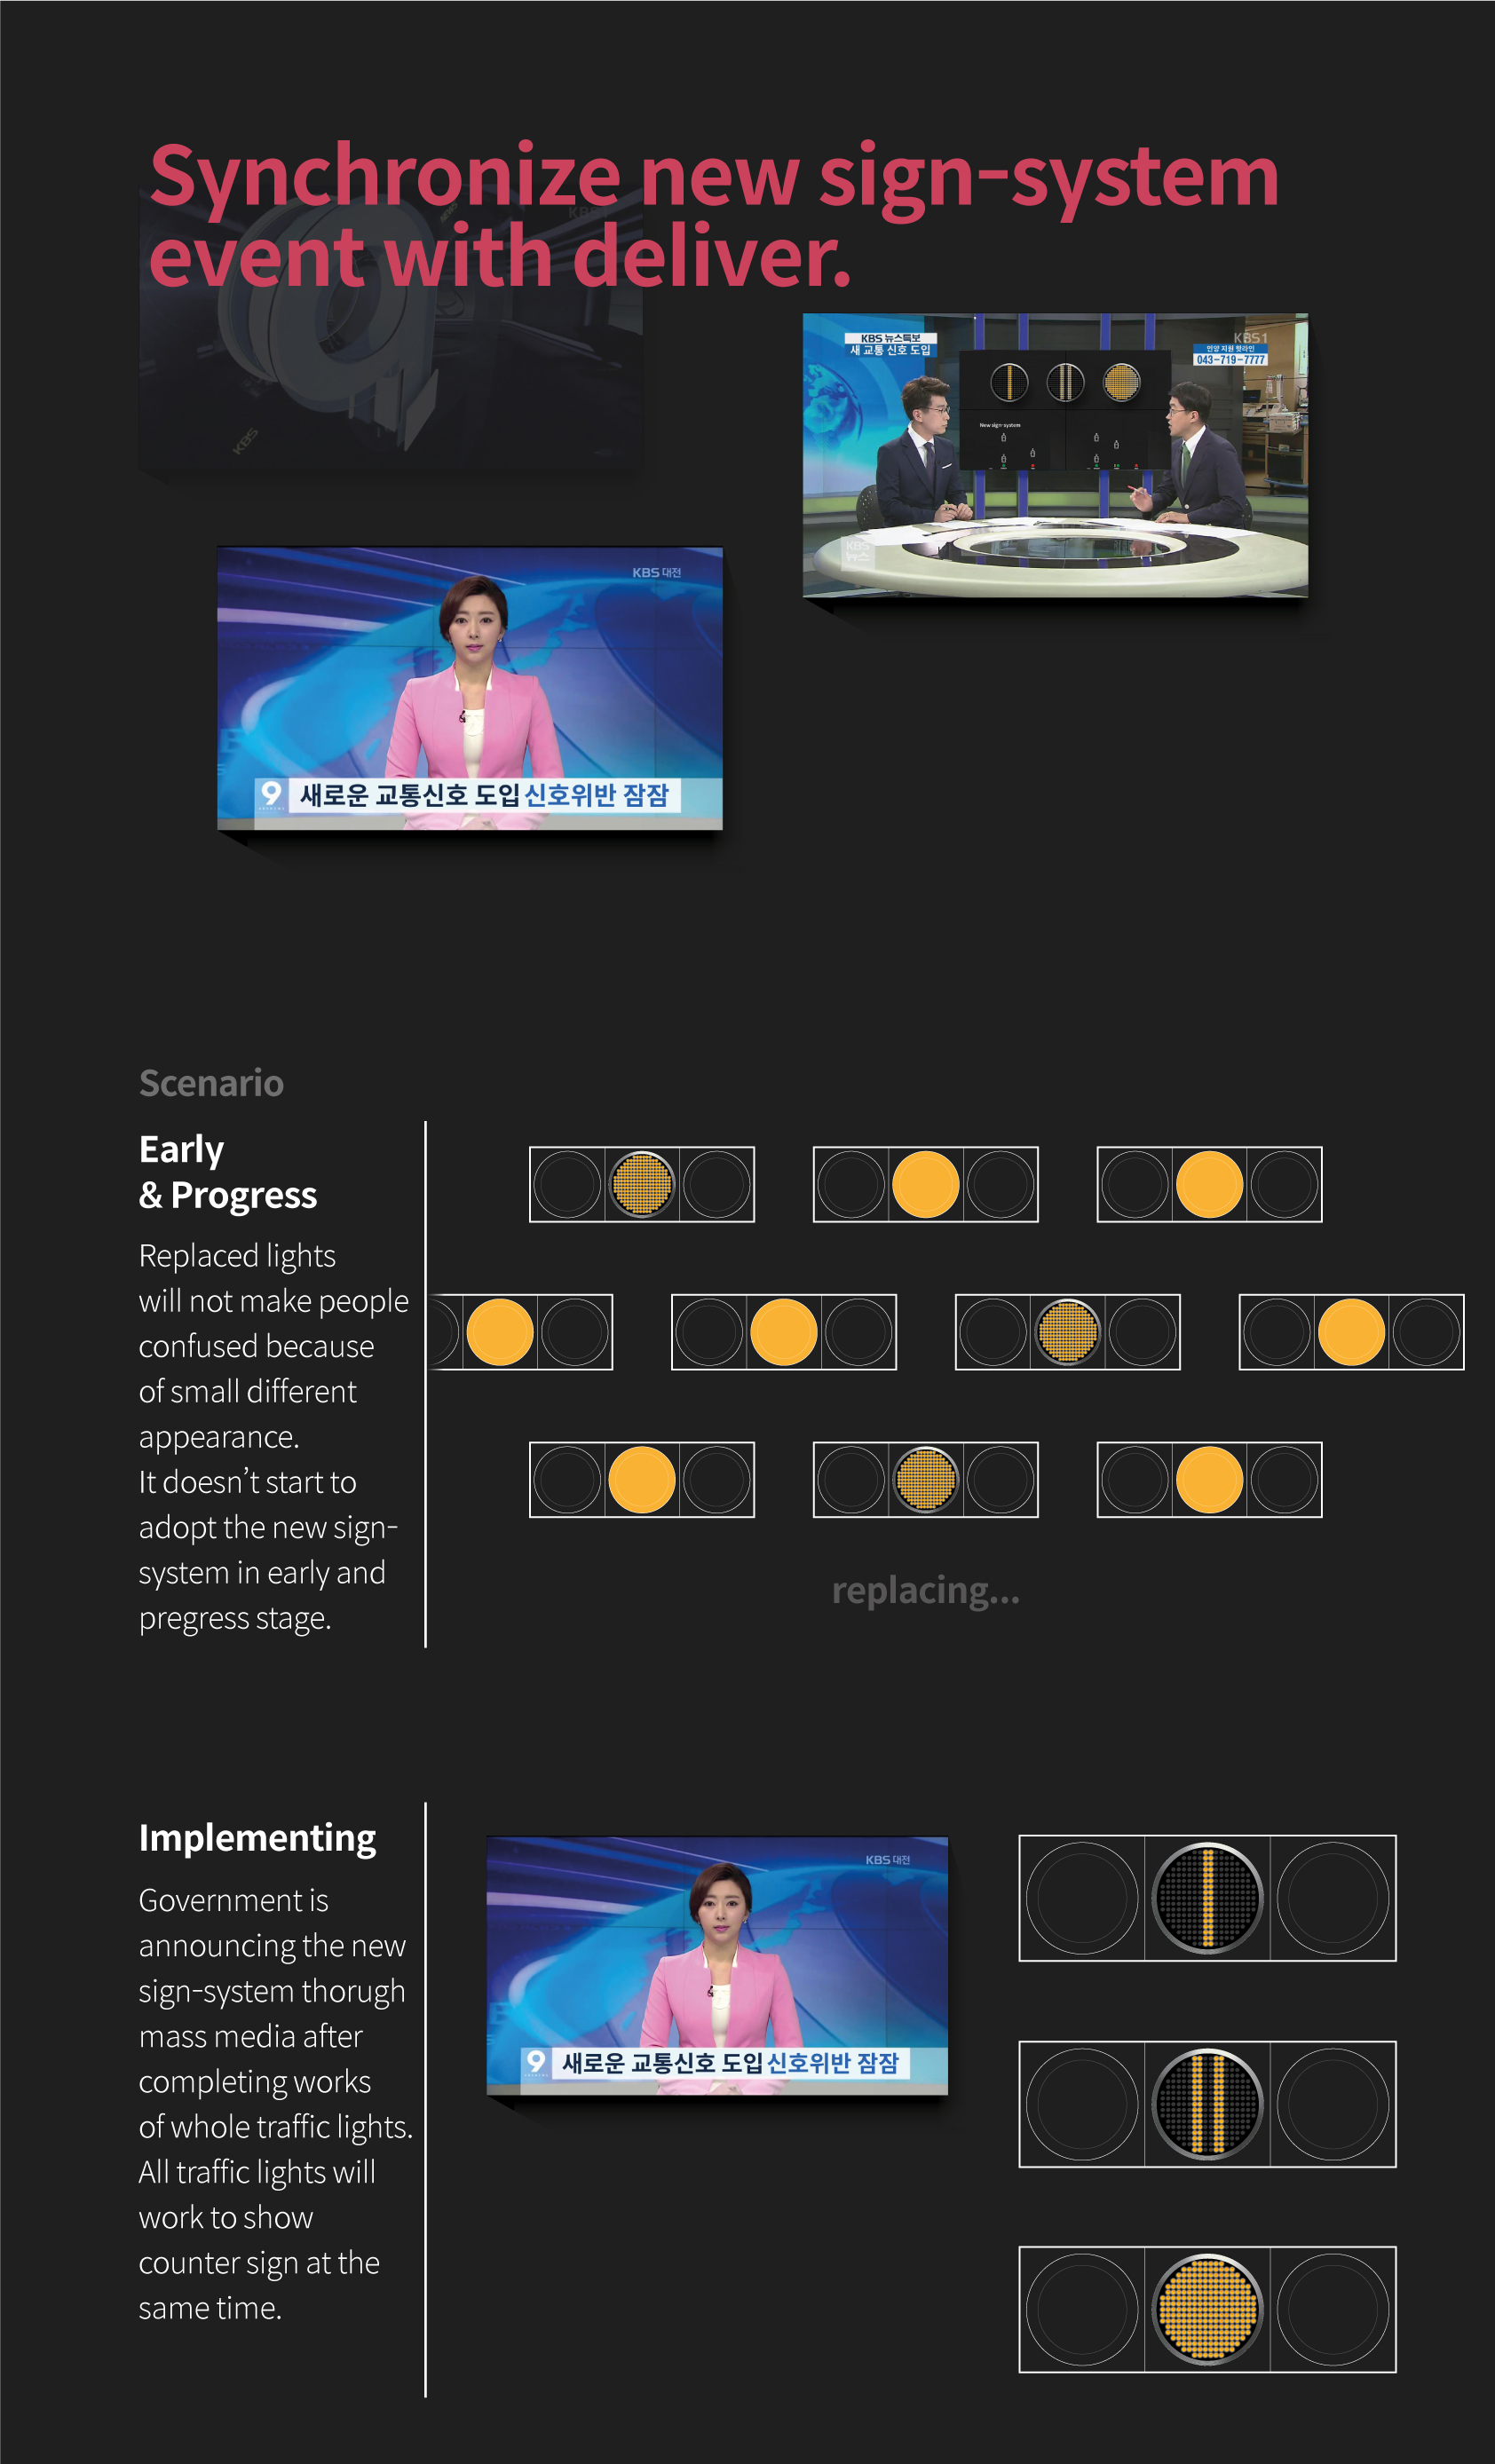 Synchronize new sign-system
event with deliver.
KBS1
NEWS
KBS
KBS 뉴스특보
새 교통 신호 도입
KBS1
043-719-7777
New sign-system
KBS
뉴스
KBS 대전
9 새로운 교통신호 도입 신호위반 잠잠
Scenario
Early
& Progress
Replaced lights
will not make people
confused because
of small different
appearance.
It doesn’t start to
adopt the new sign-
system in early and
pregress stage.
replacing...
Implementing
Government is
announcing the new
sign-system thorugh
mass media after
completing works
of whole traffic lights.
All traffic lights will
work to show
counter sign at the
same time.
KBS 대전
9 새로운 교통신호 도입 신호위반 잠잠